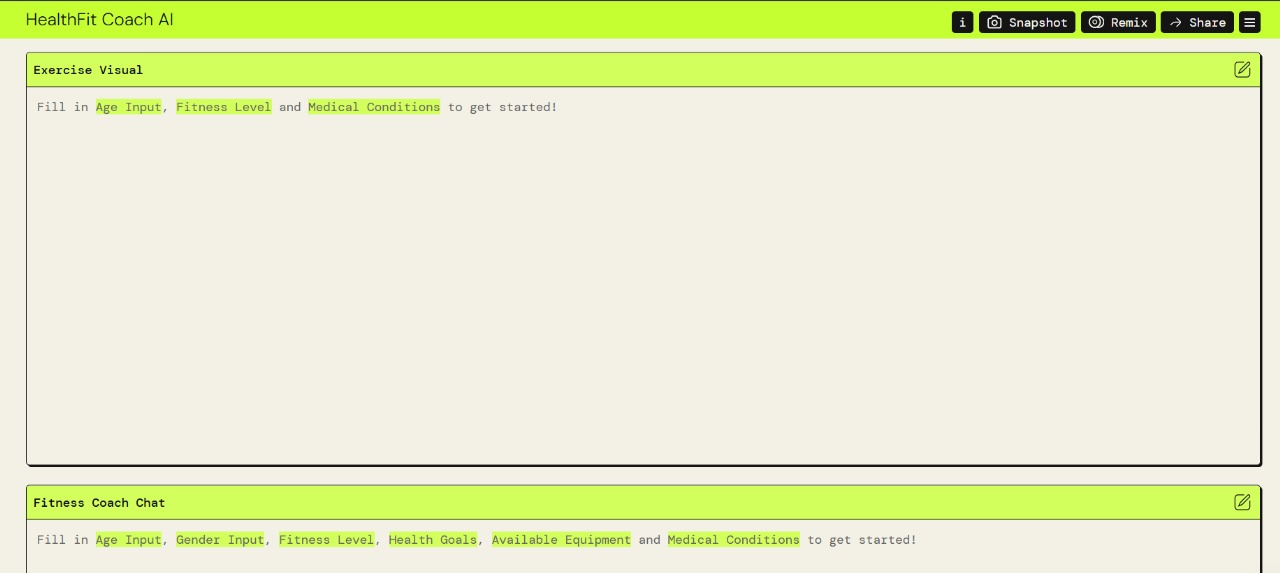 HealthFit Coach AI
i Snapshot Remix Share
Exercise Visual
Fill in Age Input, Fitness Level and Medical Conditions to get started!
Fitness Coach Chat
Fill in Age Input, Gender Input, Fitness Level, Health Goals, Available Equipment and Medical Conditions to get started!